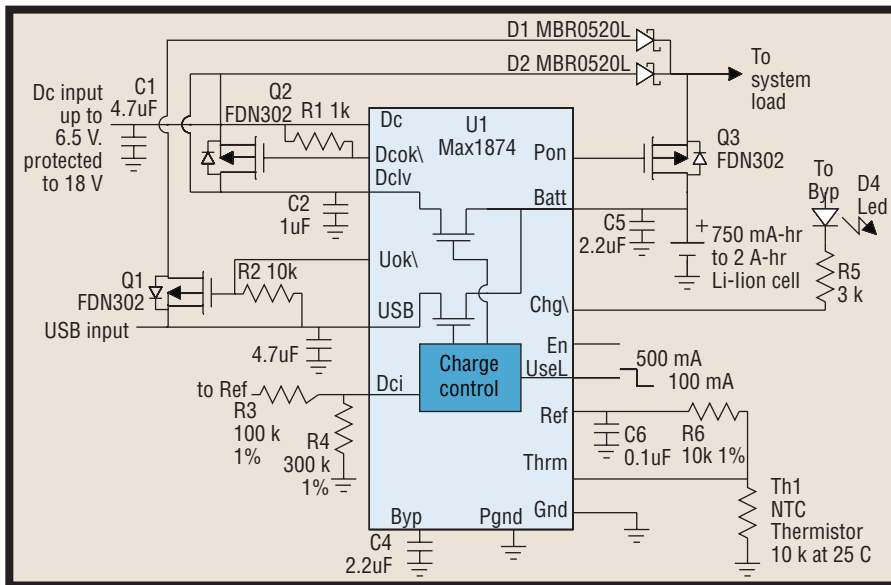 D1 MBR0520L
D2 MBR0520L
To
system
load
Dc input
up to
6.5 V.
protected
to 18 V
C1
4.7uF
Q2
FDN302
R1 1k
C2
1uF
Q1
FDN302
R2 10k
USB input
4.7uF
to Ref
R3
100 k
1%
R4
300 k
1%
C4
2.2uF
U1
Max1874
Dc
Dcok\
Dclv
Uok\
USB
Dci
Byp
Pgnd
Gnd
Thrm
Ref
UseL
En
Chg\
Batt
Pon
Charge
control
Q3
FDN302
To
Byp
D4
Led
C5
2.2uF
+
750 mA-hr
to 2 A-hr
Li-lion cell
R5
3 k
500 mA
100 mA
C6
0.1uF
R6
10k 1%
Th1
NTC
Thermistor
10 k at 25 C